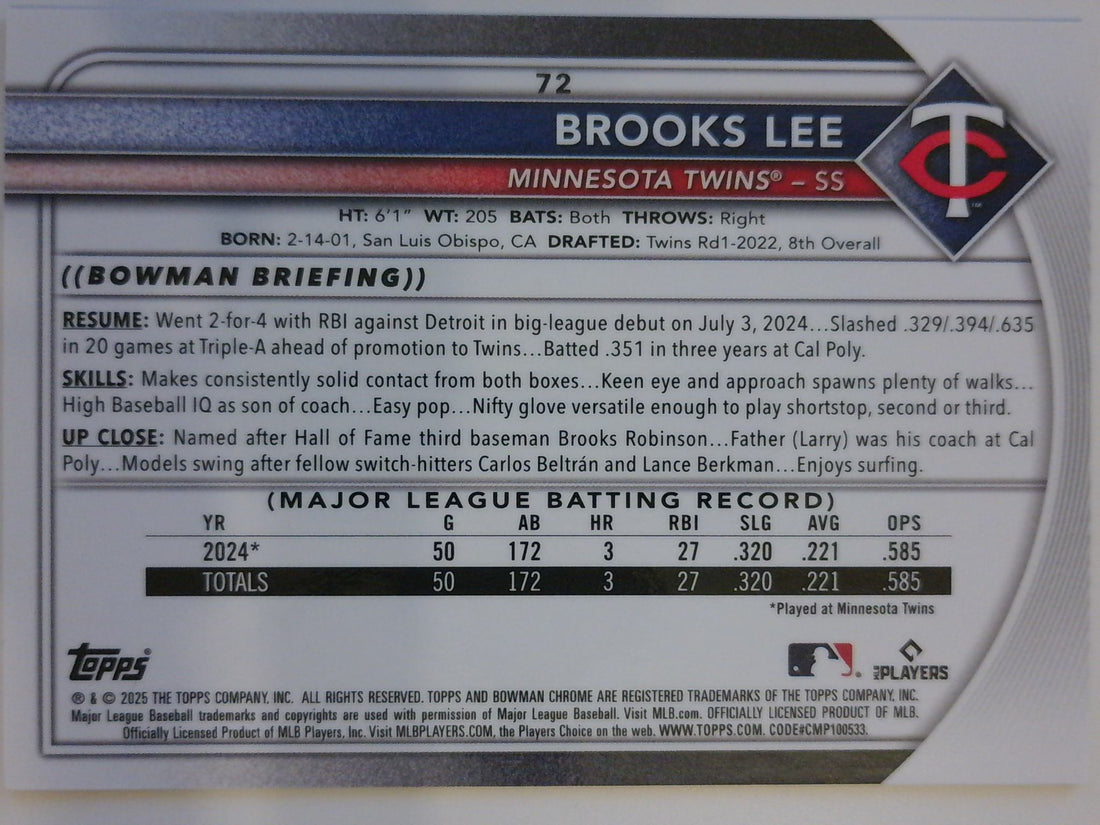 72
BROOKS LEE
MINNESOTA TWINS® – SS
TC
HT: 6'1" WT: 205 BATS: Both THROWS: Right
BORN: 2-14-01, San Luis Obispo, CA DRAFTED: Twins Rd1-2022, 8th Overall
((BOWMAN BRIEFING))
RESUME: Went 2-for-4 with RBI against Detroit in big-league debut on July 3, 2024...Slashed .329/.394/.635
in 20 games at Triple-A ahead of promotion to Twins...Batted .351 in three years at Cal Poly.
SKILLS: Makes consistently solid contact from both boxes...Keen eye and approach spawns plenty of walks...
High Baseball IQ as son of coach...Easy pop...Nifty glove versatile enough to play shortstop, second or third.
UP CLOSE: Named after Hall of Fame third baseman Brooks Robinson...Father (Larry) was his coach at Cal
Poly...Models swing after fellow switch-hitters Carlos Beltrán and Lance Berkman...Enjoys surfing.
(MAJOR LEAGUE BATTING RECORD)
YR G AB HR RBI SLG AVG OPS
2024* 50 172 3 27 .320 .221 .585
TOTALS 50 172 3 27 .320 .221 .585
*Played at Minnesota Twins
topps®
PLAYERS
® & © 2025 THE TOPPS COMPANY, INC. ALL RIGHTS RESERVED. TOPPS AND BOWMAN CHROME ARE REGISTERED TRADEMARKS OF THE TOPPS COMPANY, INC.
Major League Baseball trademarks and copyrights are used with permission of Major League Baseball. Visit MLB.com. OFFICIALLY LICENSED PRODUCT OF MLB.
Officially Licensed Product of MLB Players, Inc. Visit MLBPLAYERS.COM, the Players Choice on the web. WWW.TOPPS.COM. CODE#CMP100533.